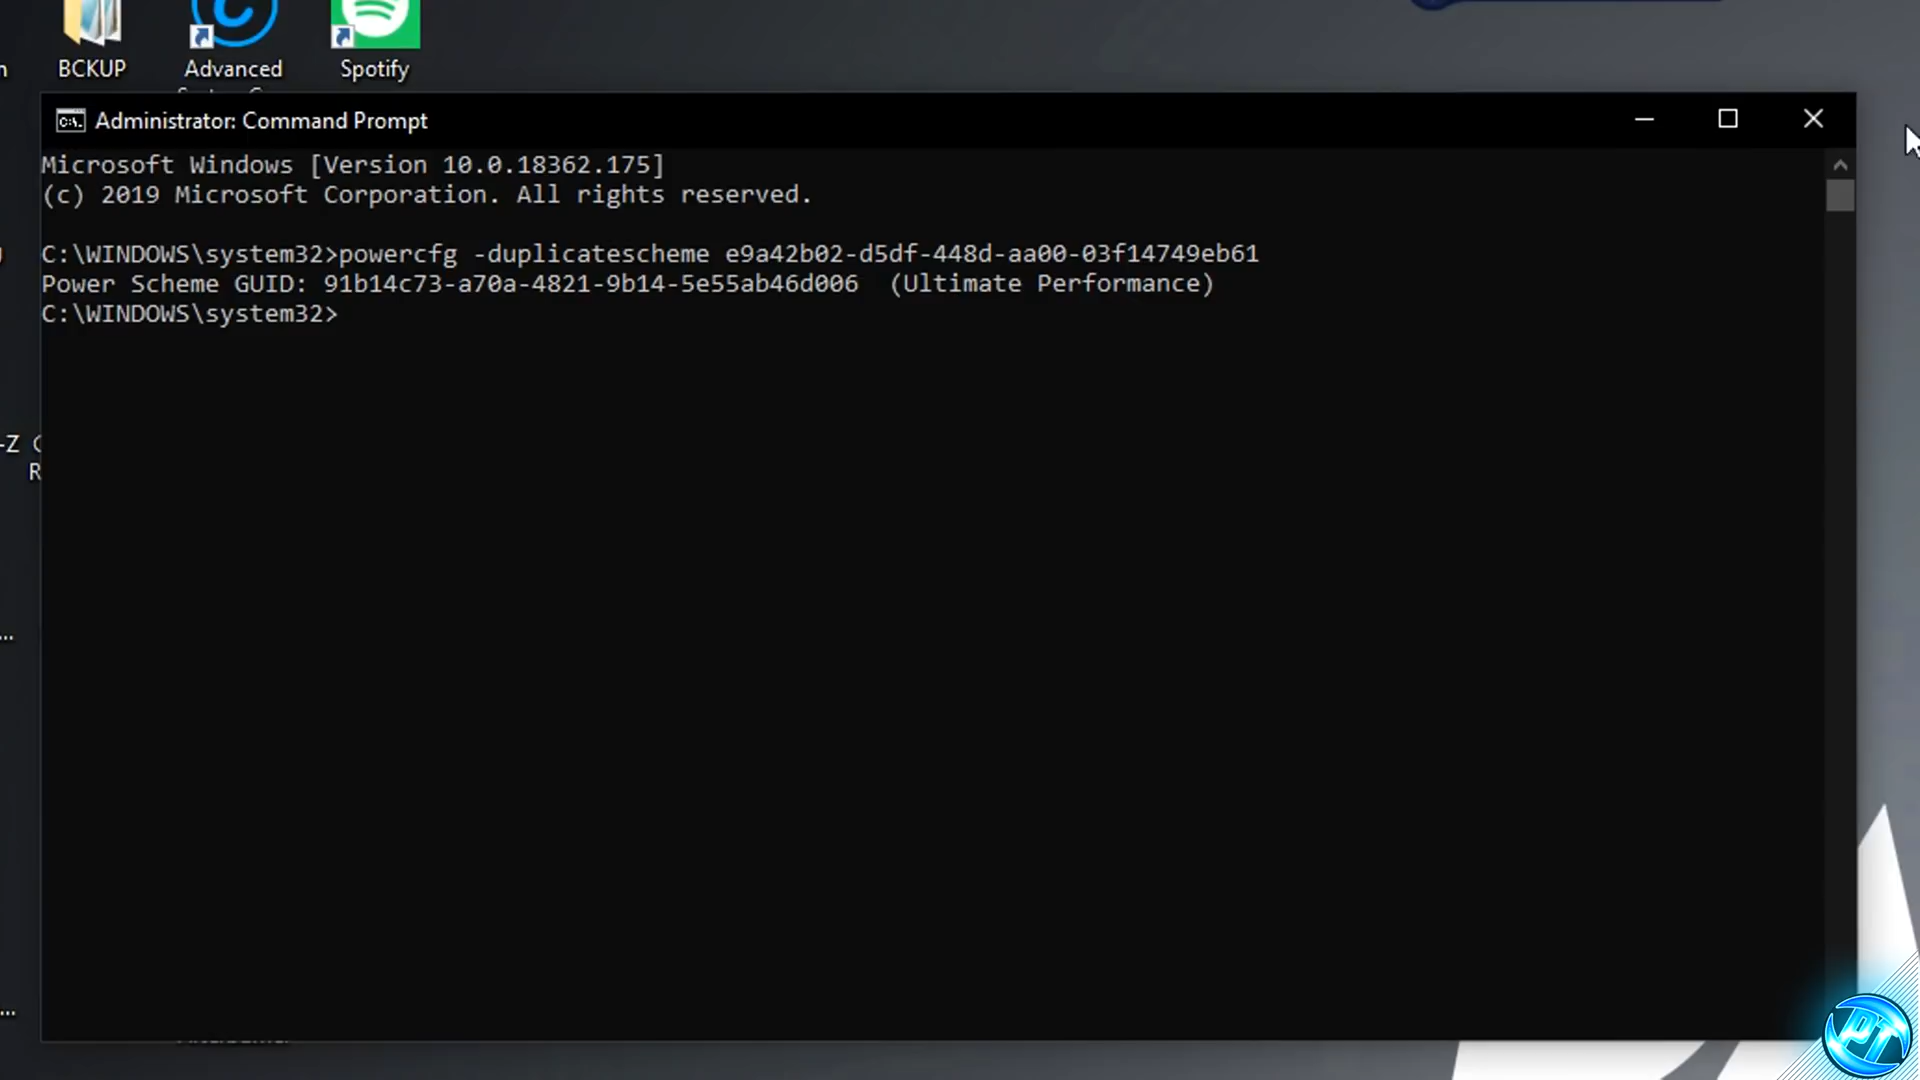 BCKUP
Advanced
Spotify
Administrator: Command Prompt
Microsoft Windows [Version 10.0.18362.175]
(c) 2019 Microsoft Corporation. All rights reserved.
C:\WINDOWS\system32>powercfg -duplicatescheme e9a42b02-d5df-448d-aa00-03f14749eb61
Power Scheme GUID: 91b14c73-a70a-4821-9b14-5e55ab46d006  (Ultimate Performance)
C:\WINDOWS\system32>
-Z
R
...
...
PT